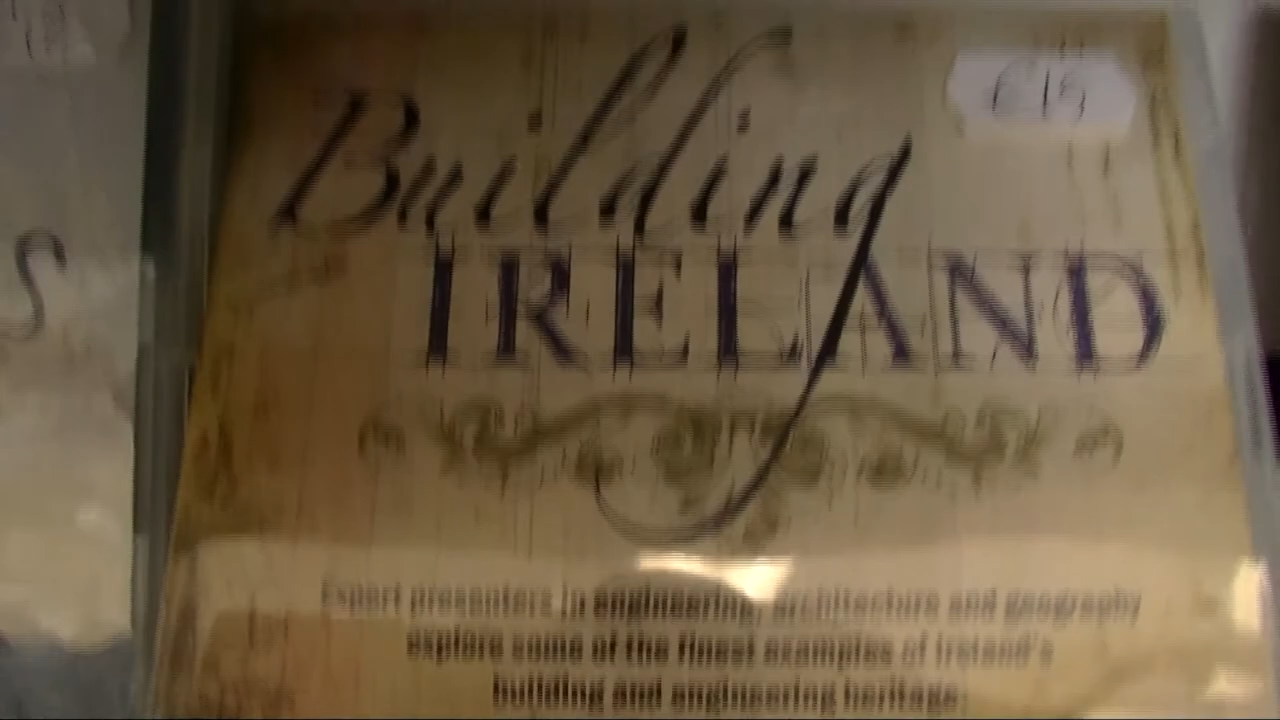 Building
€15
IRELAND
S
Expert presenters in engineering, architecture and geography
explore some of the finest examples of Ireland's
building and engineering heritage.